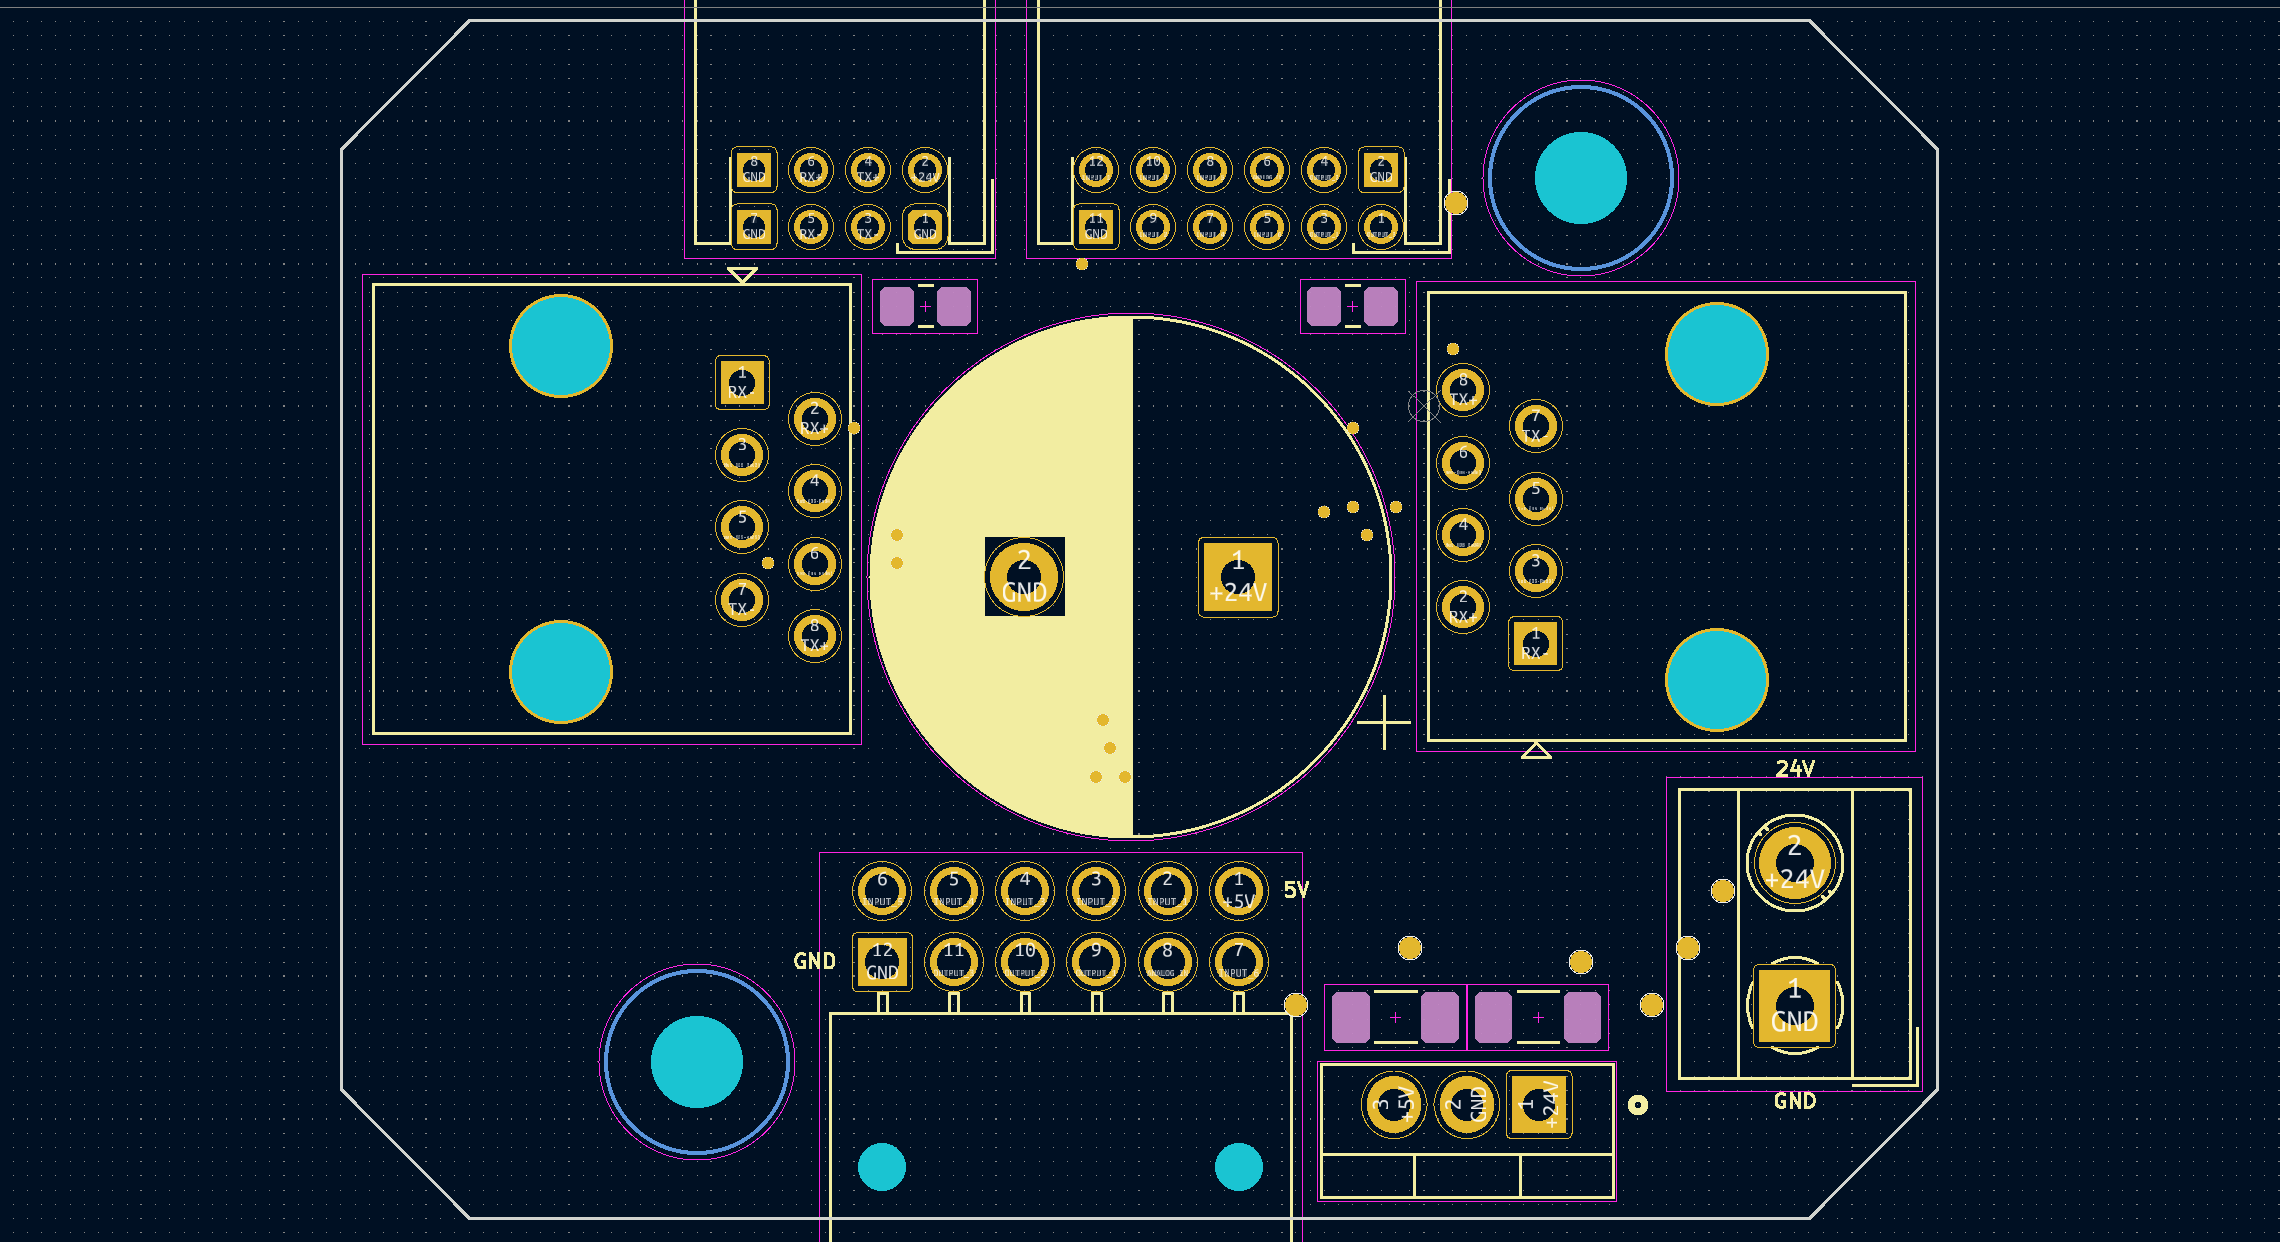 8 6 4 2
GND RX+ TX+ +24V
7 5 3 1
GND RX- TX- GND
12 10 8 6 4 2
GND
11 9 7 5 3 1
GND
1
RX-
2
RX+
3
4
5
6
7
TX-
8
TX+
2
GND
1
+24V
8
TX+
7
TX-
6
5
4
3
2
RX+
1
RX-
24V
2
+24V
1
GND
GND
6 5 4 3 2 1
+5V
5V
GND
12 11 10 9 8 7
GND
3
+5V
2
GND
1
+24V